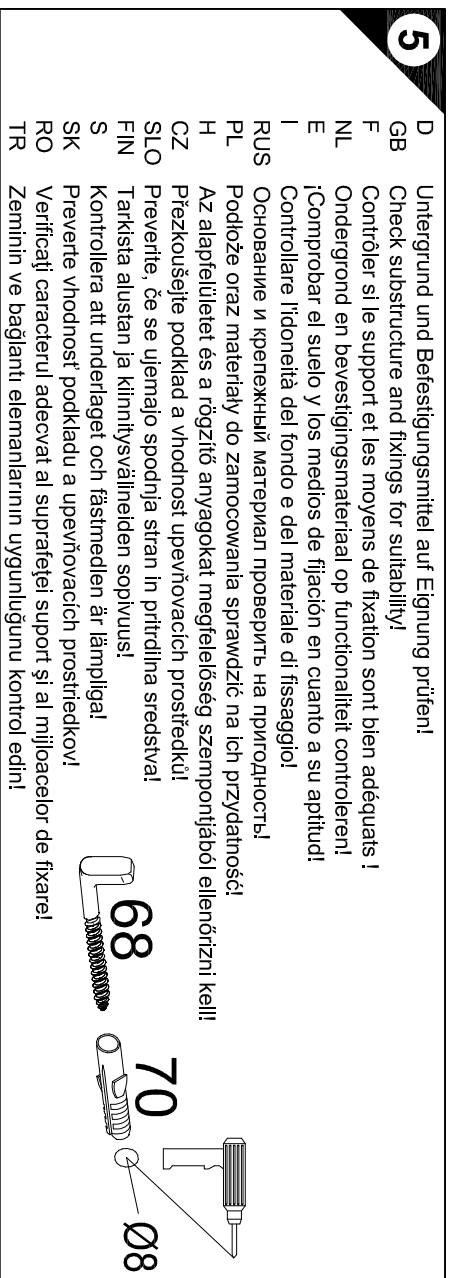 5
D Untergrund und Befestigungsmittel auf Eignung prüfen!
GB Check substructure and fixings for suitability!
F Contrôler si le support et les moyens de fixation sont bien adéquats !
NL Ondergrond en bevestigingsmateriaal op functionaliteit controleren!
E ¡Comprobar el suelo y los medios de fijación en cuanto a su aptitud!
I Controllare l'idoneità del fondo e del materiale di fissaggio!
RUS Основание и крепежный материал проверить на пригодность!
PL Podłoże oraz materiały do zamocowania sprawdzić na ich przydatność!
H Az alapfelületet és a rögzítő anyagokat megfelelőség szempontjából ellenőrizni kell!
CZ Přezkoušejte podklad a vhodnost upevňovacích prostředků!
SLO Preverite, če se ujemajo spodnja stran in pritrdilna sredstva!
FIN Tarkista alustan ja kiinnitysvälineiden sopivuus!
S Kontrollera att underlaget och fästmedlen är lämpliga!
SK Preverte vhodnosť podkladu a upevňovacích prostriedkov!
RO Verificaţi caracterul adecvat al suprafeţei suport şi al mijloacelor de fixare!
TR Zeminin ve bağlantı elemanlarının uygunluğunu kontrol edin!
68
70
Ø8